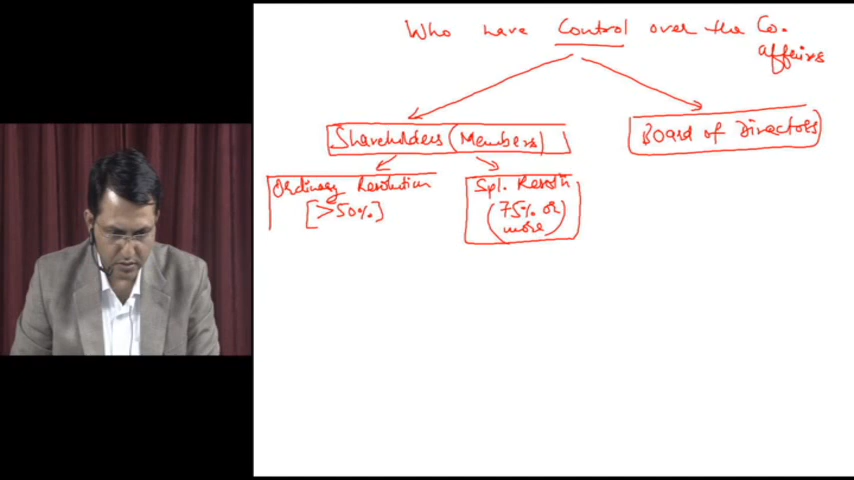 Who have Control over the Co.
affairs
Shareholders (Members)
Board of Directors
Ordinary Resolution
[>50%]
Spl. Resoln
(75% or
more)